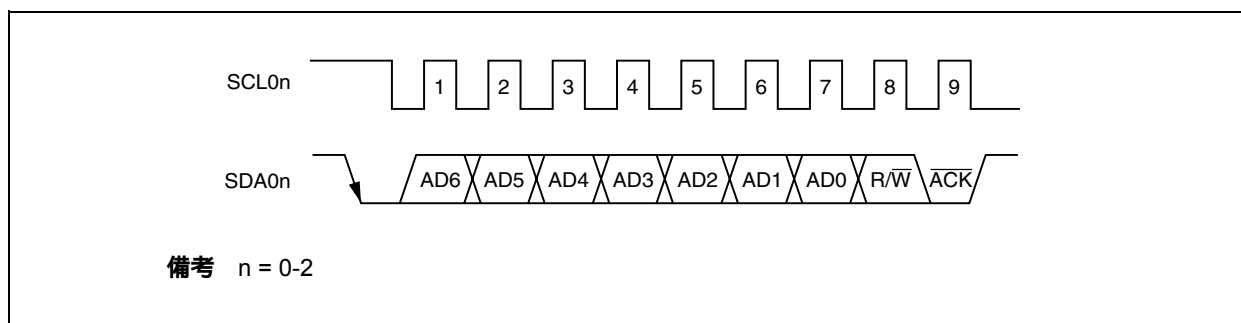 SCL0n 1 2 3 4 5 6 7 8 9
SDA0n AD6 AD5 AD4 AD3 AD2 AD1 AD0 R/W̅ A̅C̅K̅
備考 n = 0-2